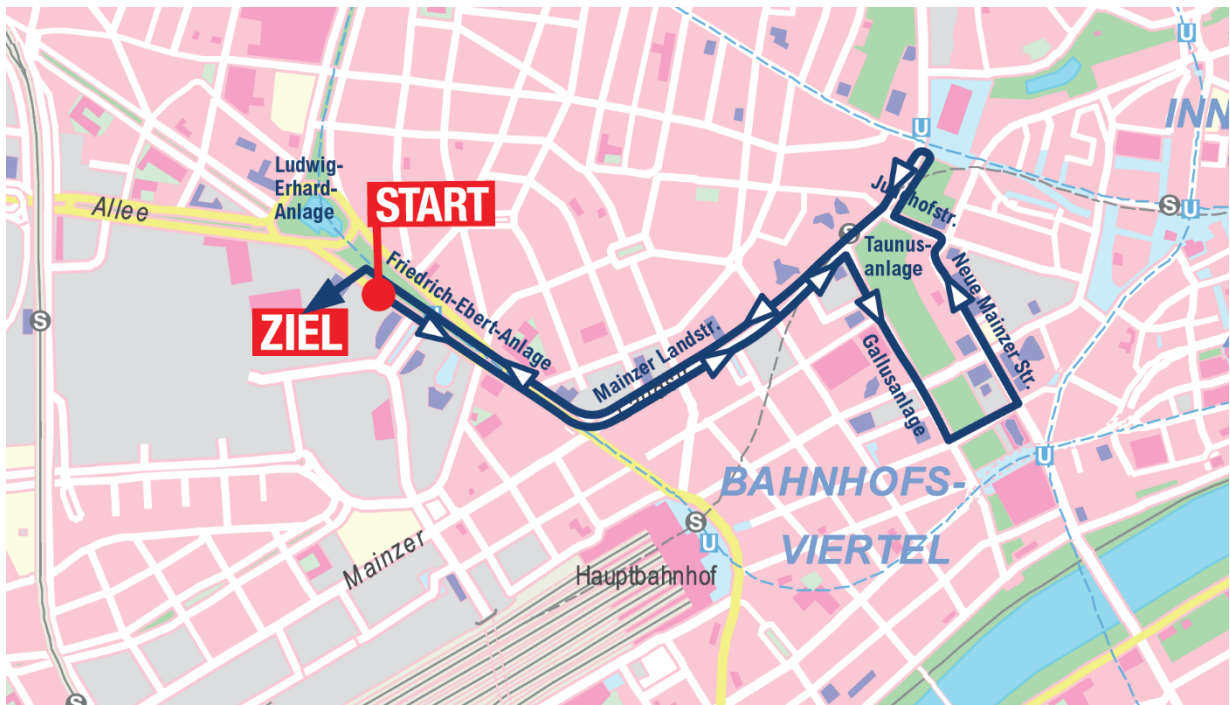 INN
U
U
Ludwig-
Erhard-
Anlage
START
Allee
Friedrich-Ebert-Anlage
ZIEL
S
S
S
U
Taunus-
anlage
Neue Mainzer Str.
Mainzer Landstr.
Gallusanlage
U
BAHNHOFS-
VIERTEL
S
U
Mainzer
Hauptbahnhof
S